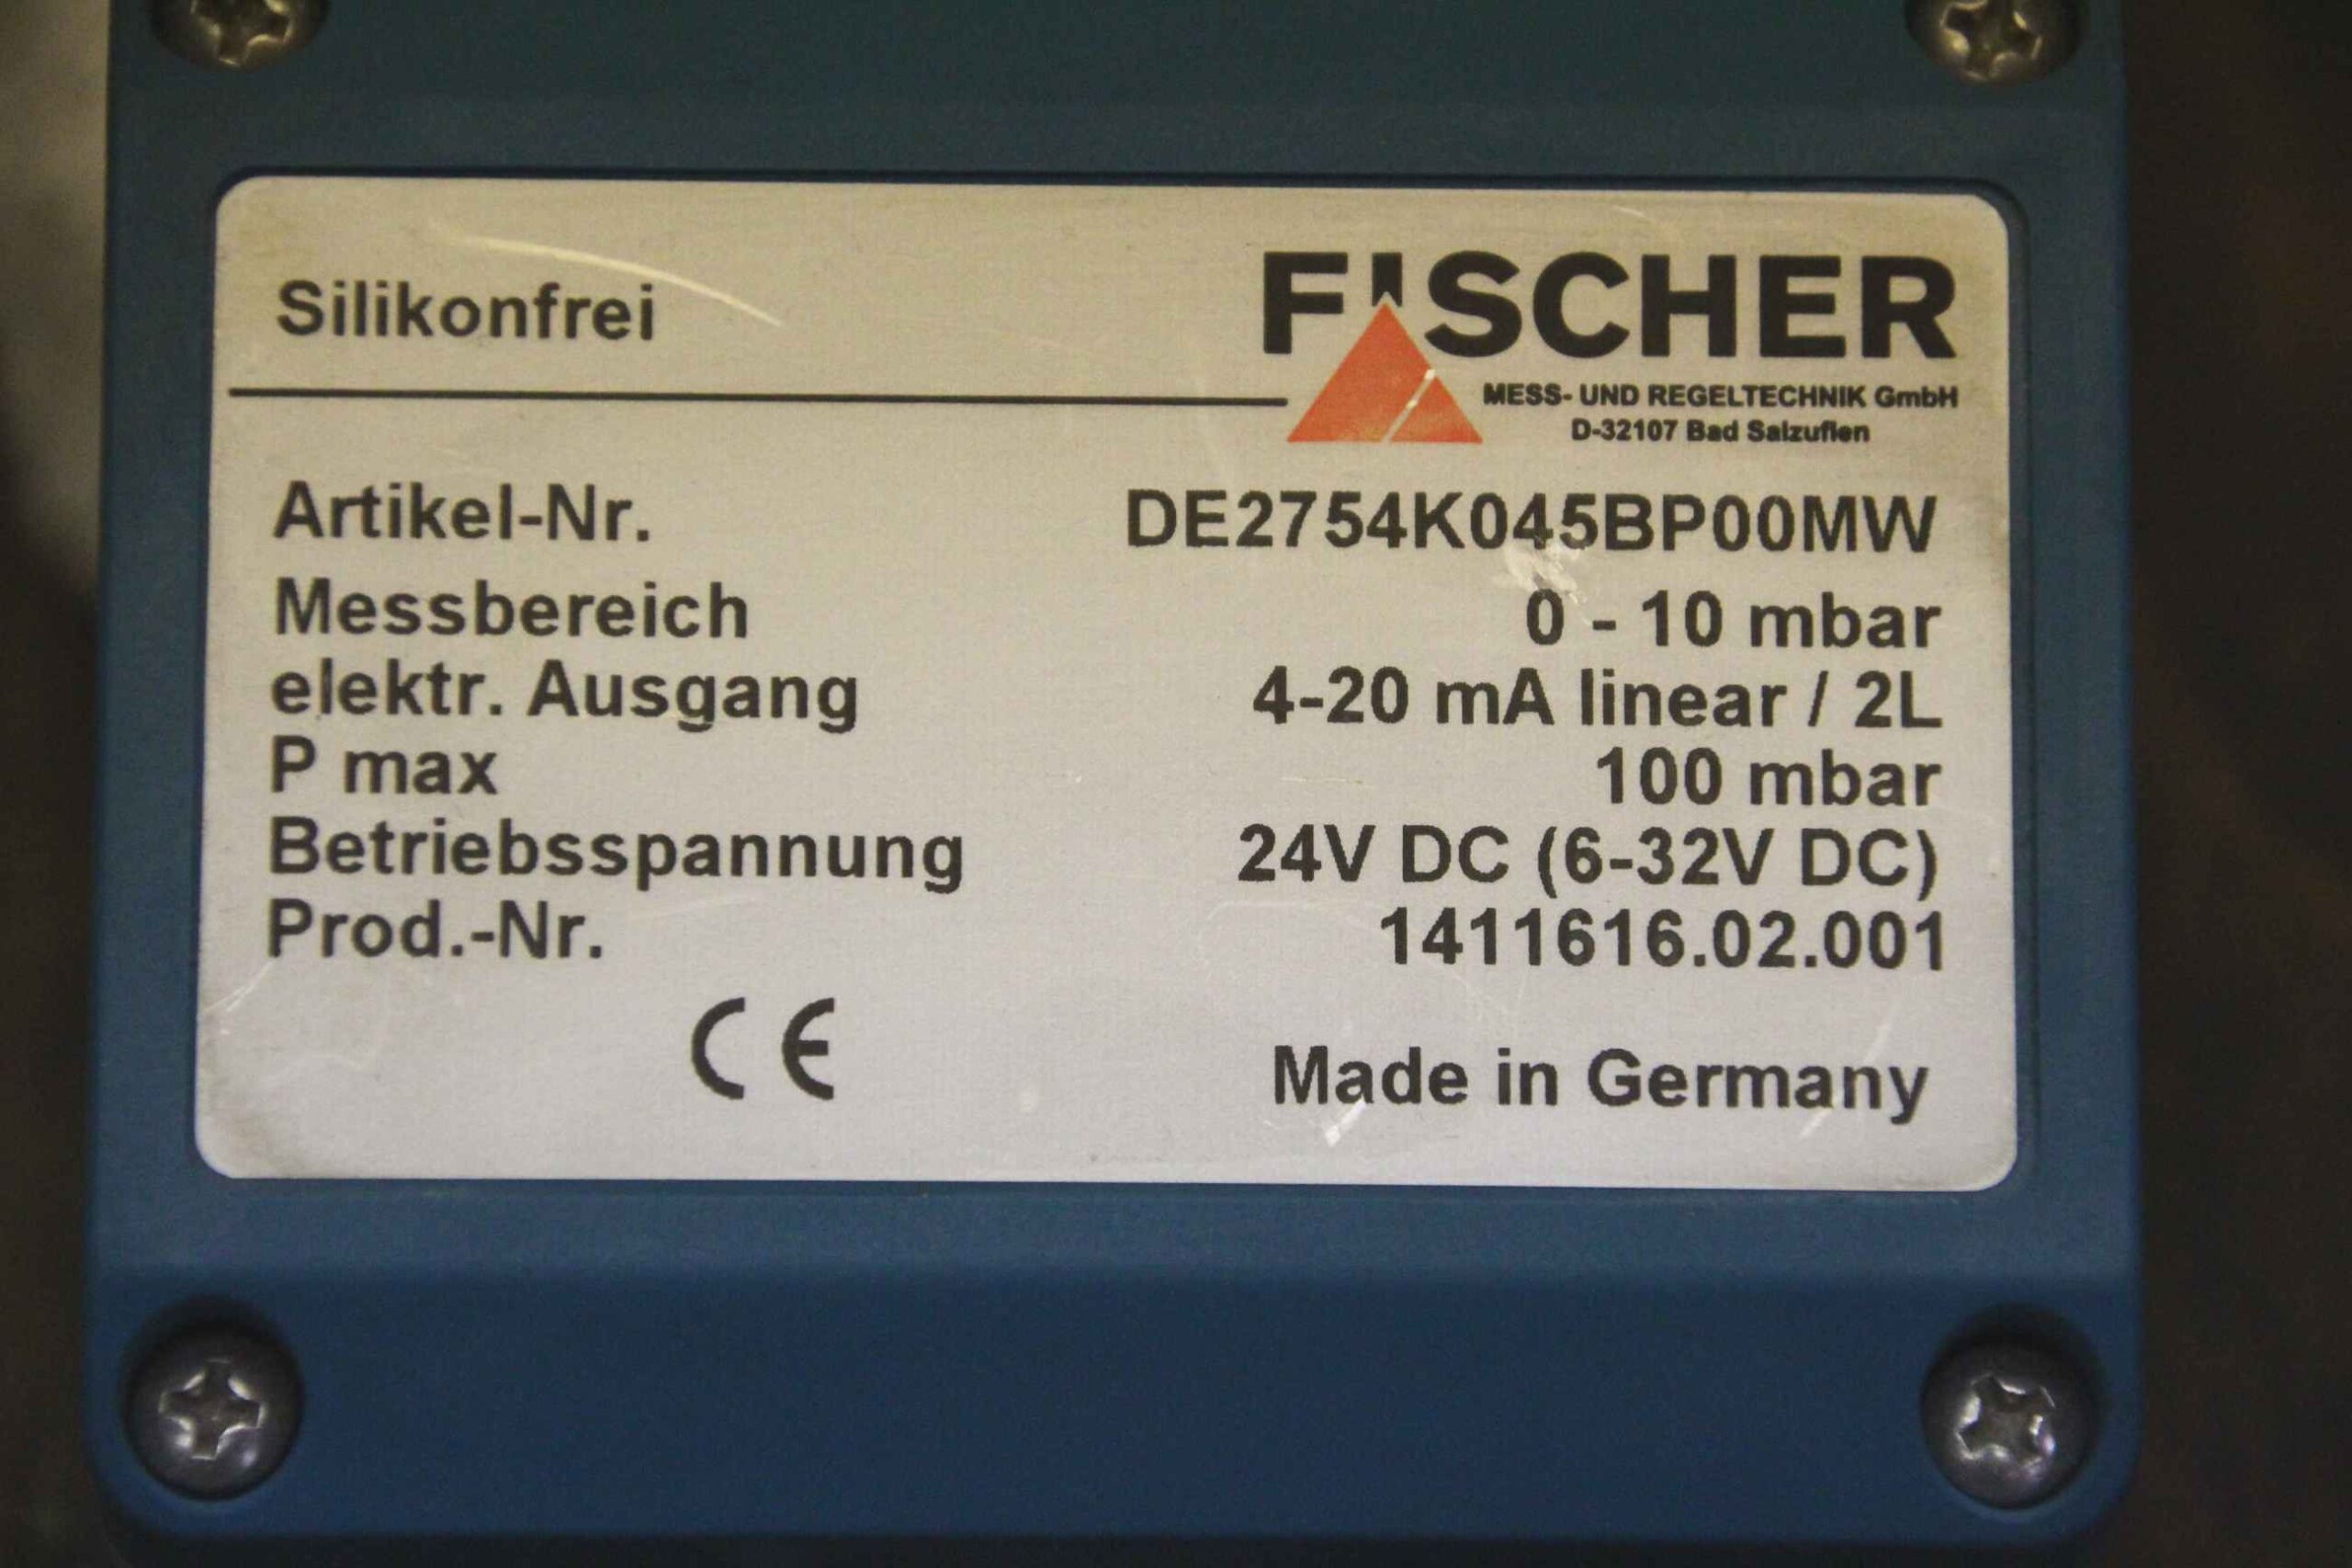 Silikonfrei
FISCHER
MESS- UND REGELTECHNIK GmbH
D-32107 Bad Salzuflen
Artikel-Nr. DE2754K045BP00MW
Messbereich 0 - 10 mbar
elektr. Ausgang 4-20 mA linear / 2L
P max 100 mbar
Betriebsspannung 24V DC (6-32V DC)
Prod.-Nr. 1411616.02.001
CE
Made in Germany